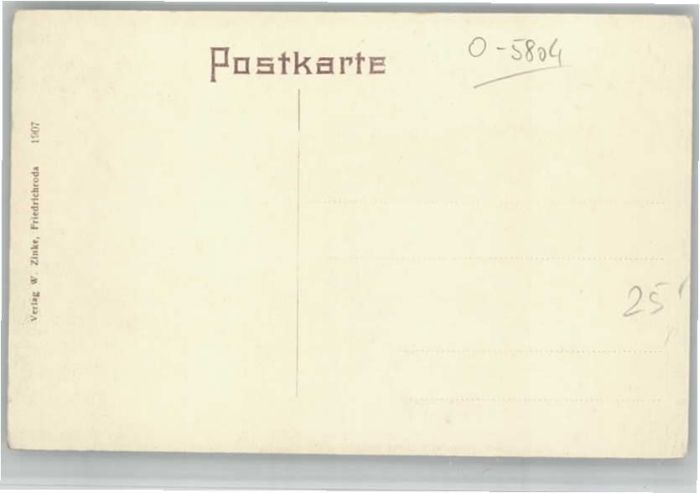 Postkarte
O-5804
25
Verlag W. Zinke, Friedrichroda 1907